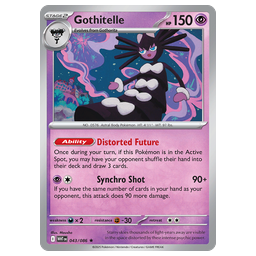 STAGE 2
Gothitelle
HP 150
Evolves from Gothorita
Ability Distorted Future
Once during your turn, if this Pokémon is in the Active
Spot, you may have your opponent shuffle their hand into
their deck and draw 3 cards.
Synchro Shot 90+
If you have the same number of cards in your hand as your
opponent, this attack does 90 more damage.
weakness ×2 resistance -30 retreat
043/086